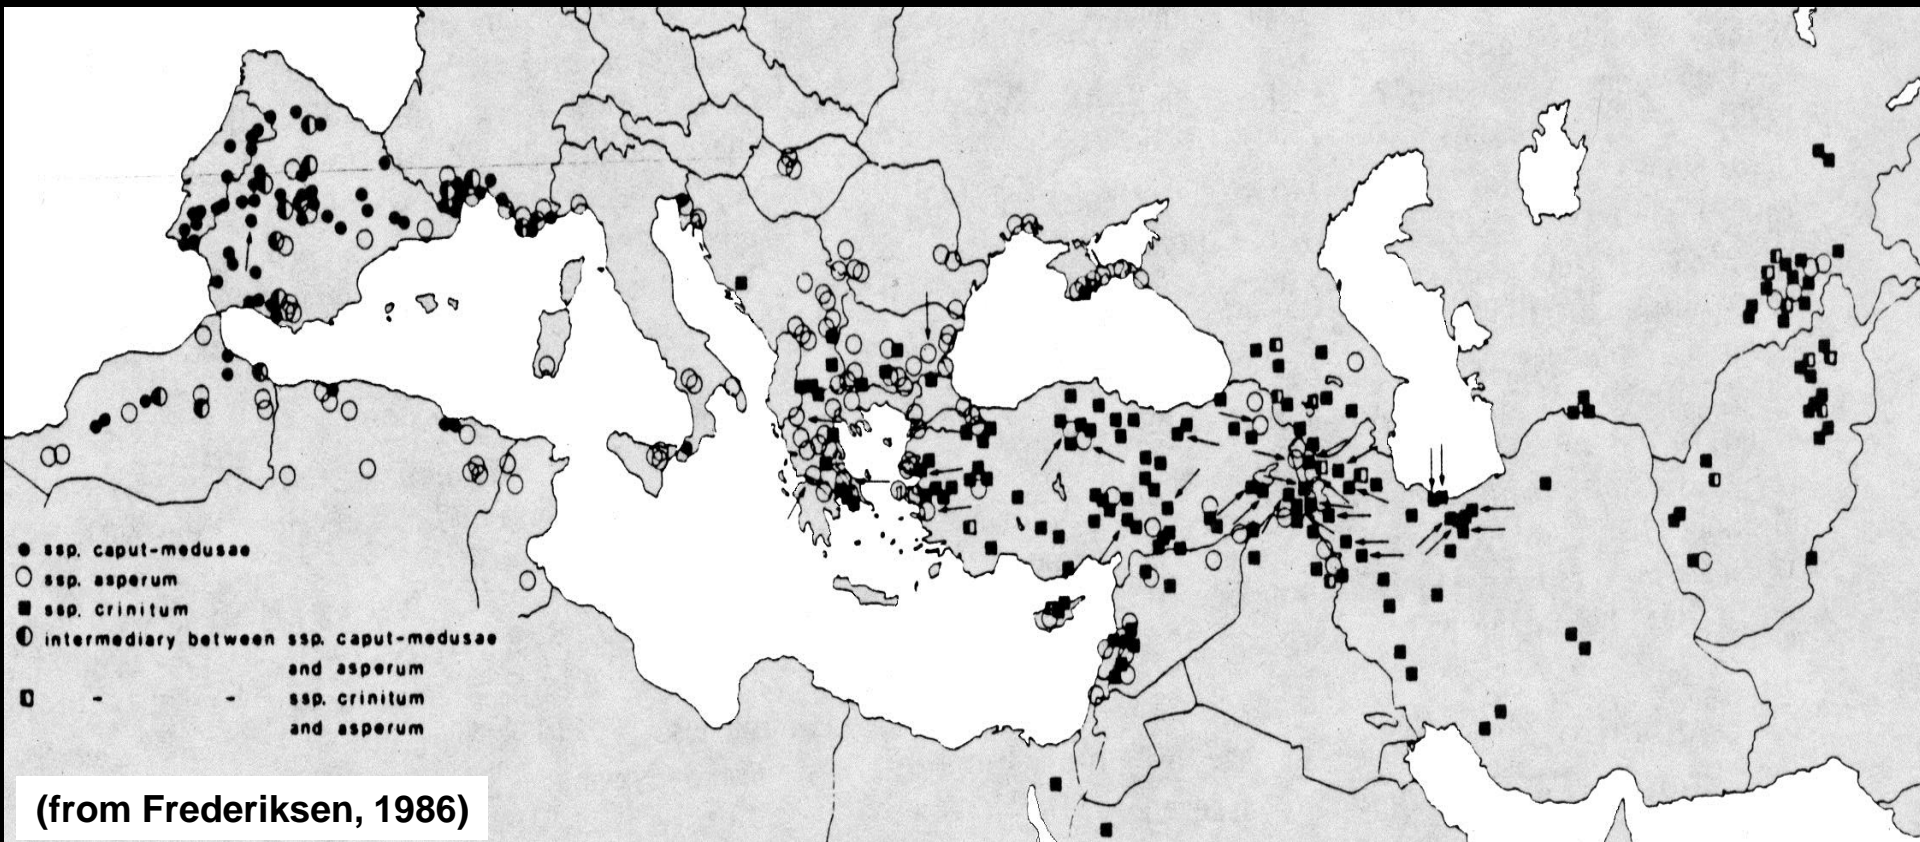 ssp. caput-medusae
ssp. asperum
ssp. crinitum
intermediary between ssp. caput-medusae
and asperum
- - ssp. crinitum
and asperum
(from Frederiksen, 1986)